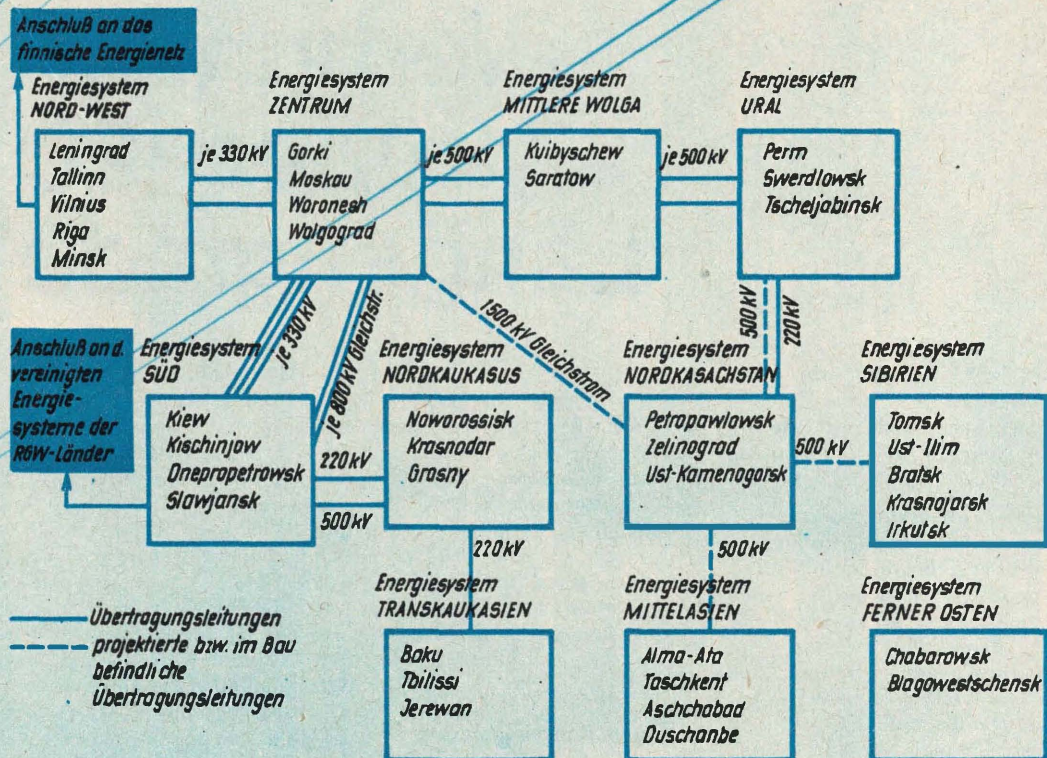 Anschluß an das
finnische Energienetz
Energiesystem
NORD-WEST
Leningrad
Tallinn
Vilnius
Riga
Minsk
je 330 kV
Energiesystem
ZENTRUM
Gorki
Moskau
Woronesh
Wolgograd
je 500 kV
Energiesystem
MITTLERE WOLGA
Kuibyschew
Saratow
je 500 kV
Energiesystem
URAL
Perm
Swerdlowsk
Tscheljabinsk
je 330 kV
je 800 kV Gleichstr.
1500 kV Gleichstrom
500 kV
220 kV
Anschluß an d.
vereinigten
Energie-
systeme der
RGW-Länder
Energiesystem
SÜD
Kiew
Kischinjow
Dnepropetrowsk
Slawjansk
220 kV
500 kV
Energiesystem
NORDKAUKASUS
Noworossisk
Krasnodar
Grosny
Energiesystem
NORDKASACHSTAN
Petropawlowsk
Zelinograd
Ust-Kamenogorsk
500 kV
Energiesystem
SIBIRIEN
Tomsk
Ust-Ilim
Bratsk
Krasnojarsk
Irkutsk
220 kV
500 kV
Energiesystem
TRANSKAUKASIEN
Baku
Tbilissi
Jerewan
Energiesystem
MITTELASIEN
Alma-Ata
Taschkent
Aschchabad
Duschanbe
Energiesystem
FERNER OSTEN
Chabarowsk
Blagowestschensk
Übertragungsleitungen
projektierte bzw. im Bau
befindliche
Übertragungsleitungen